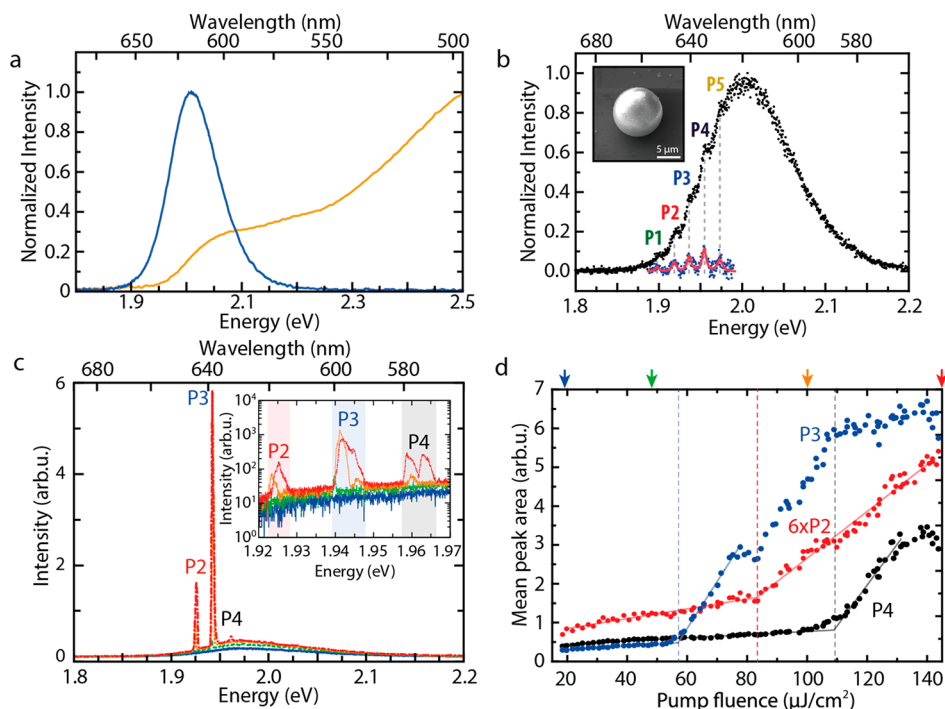 Wavelength (nm)
650 600 550 500
a
Normalized Intensity
1.0
0.8
0.6
0.4
0.2
0
1.9 2.1 2.3 2.5
Energy (eV)
Wavelength (nm)
680 640 600 580
b
Normalized Intensity
1.0
0.8
0.6
0.4
0.2
0.0
P5
P4
P3
P2
P1
5 µm
1.8 1.9 2.0 2.1 2.2
Energy (eV)
Wavelength (nm)
680 640 600 580
c
Intensity (arb.u.)
6
4
2
0
P3
P2
P4
Intensity (arb.u.)
10⁴
10³
10²
10¹
10⁰
P2
P3
P4
1.92 1.93 1.94 1.95 1.96 1.97
Energy (eV)
1.8 1.9 2.0 2.1 2.2
Energy (eV)
d
Mean peak area (arb.u.)
7
6
5
4
3
2
1
0
P3
6xP2
P4
20 40 60 80 100 120 140
Pump fluence (µJ/cm²)